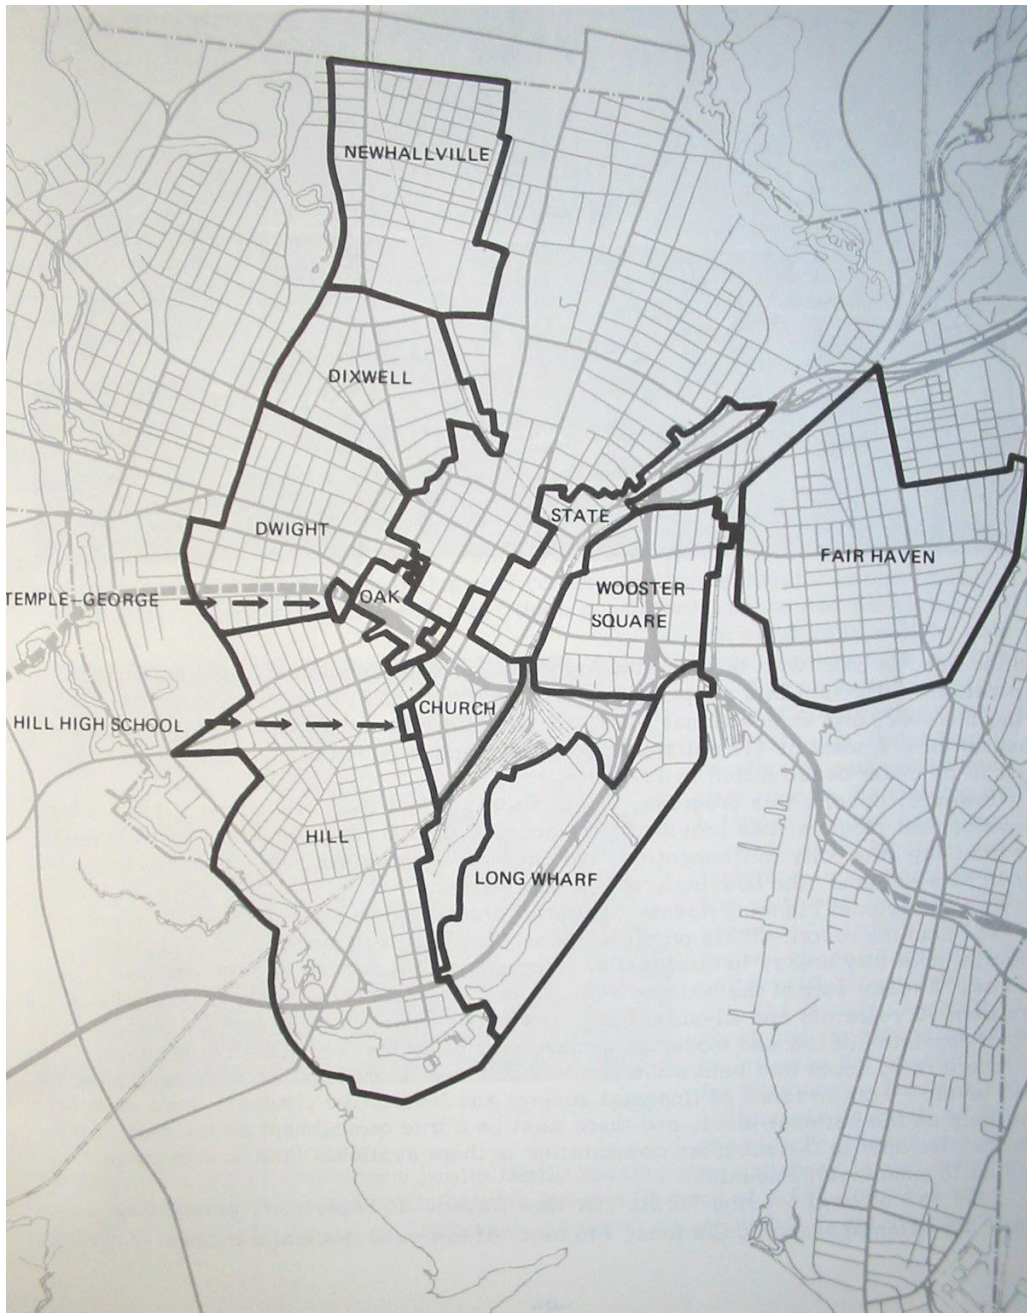 NEWHALLVILLE
DIXWELL
DWIGHT
STATE
FAIR HAVEN
TEMPLE-GEORGE
OAK
WOOSTER
SQUARE
CHURCH
HILL HIGH SCHOOL
HILL
LONG WHARF